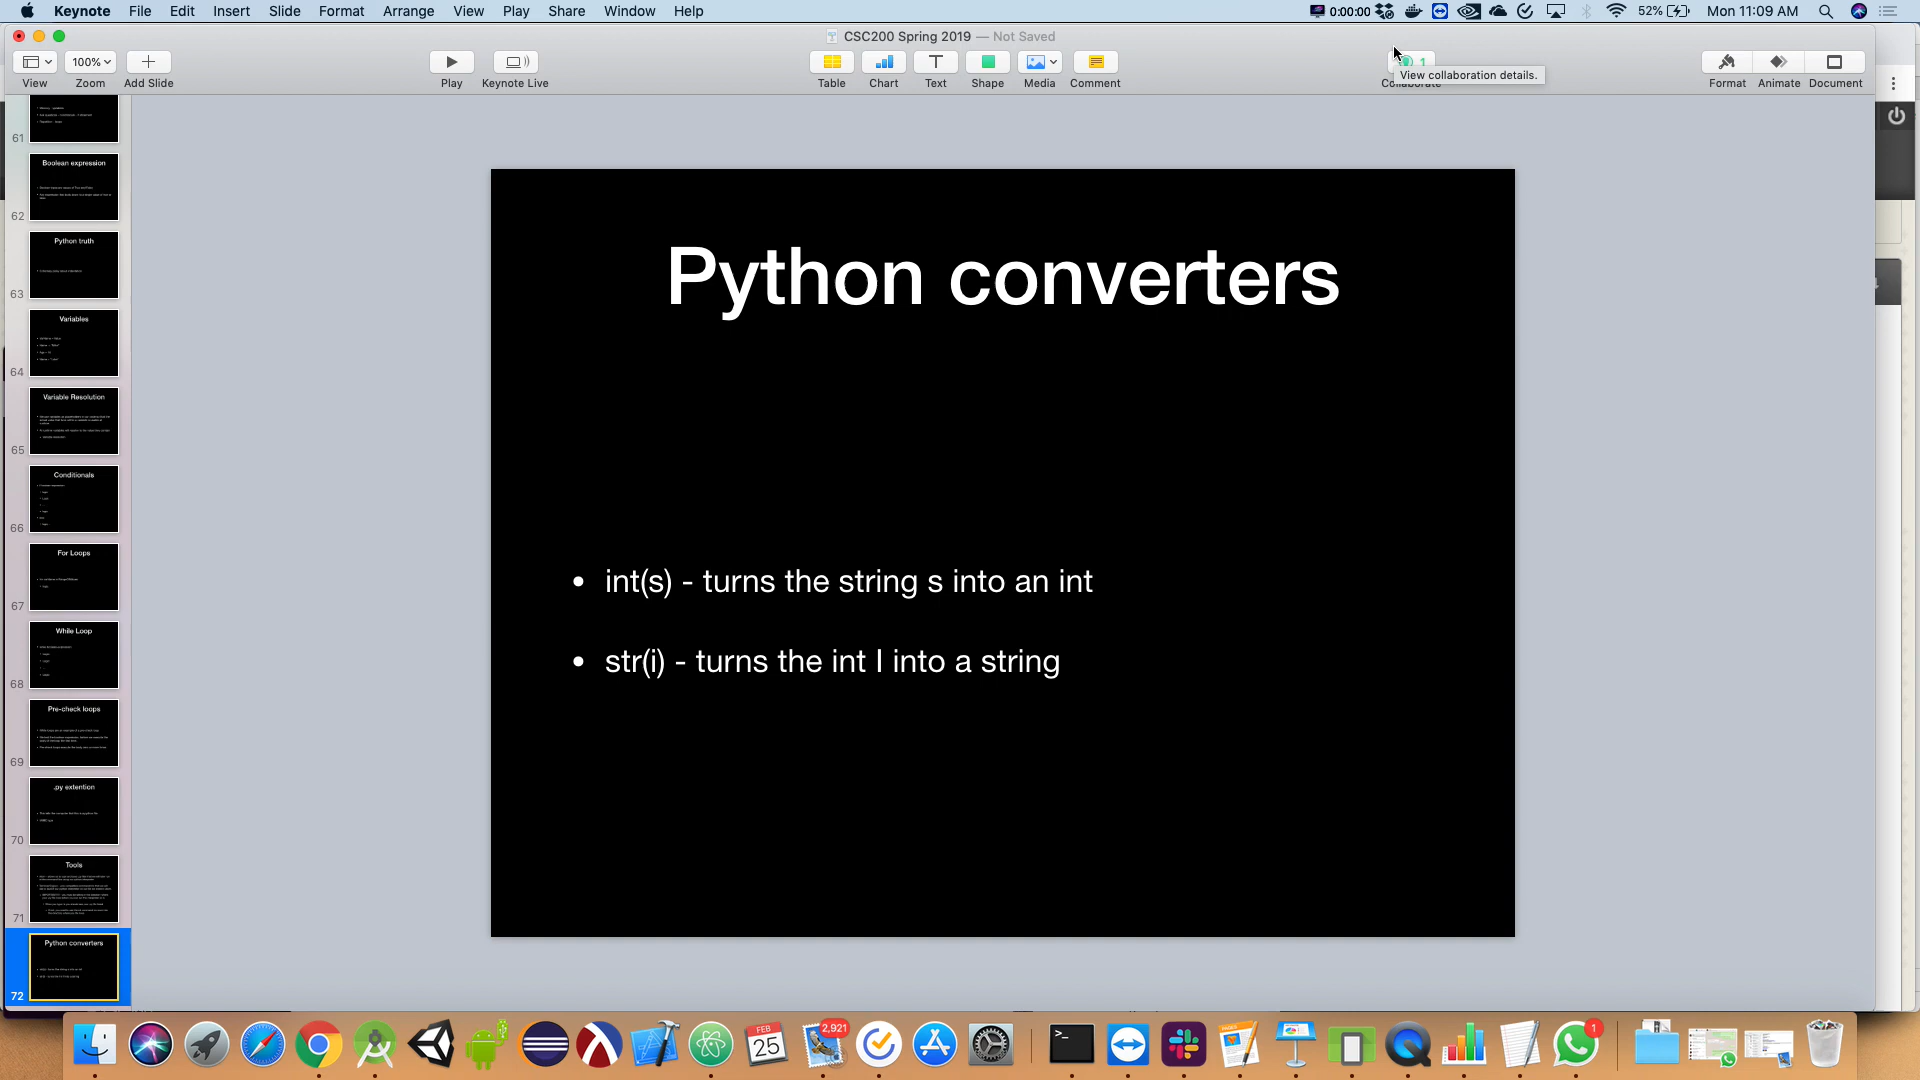 Keynote File Edit Insert Slide Format Arrange View Play Share Window Help 0:00:00 52% Mon 11:09 AM
CSC200 Spring 2019 — Not Saved
100% 1
View collaboration details.
View Zoom Add Slide Play Keynote Live Table Chart Text Shape Media Comment Collaborate Format Animate Document
61
Boolean expression
62
Python truth
63
Variables
64
Variable Resolution
65
Conditionals
66
For Loops
67
While Loop
68
Pre-check loops
69
.py extention
70
Tools
71
Python converters
72
Python converters
• int(s) - turns the string s into an int
• str(i) - turns the int I into a string
FEB
25
2,921
1